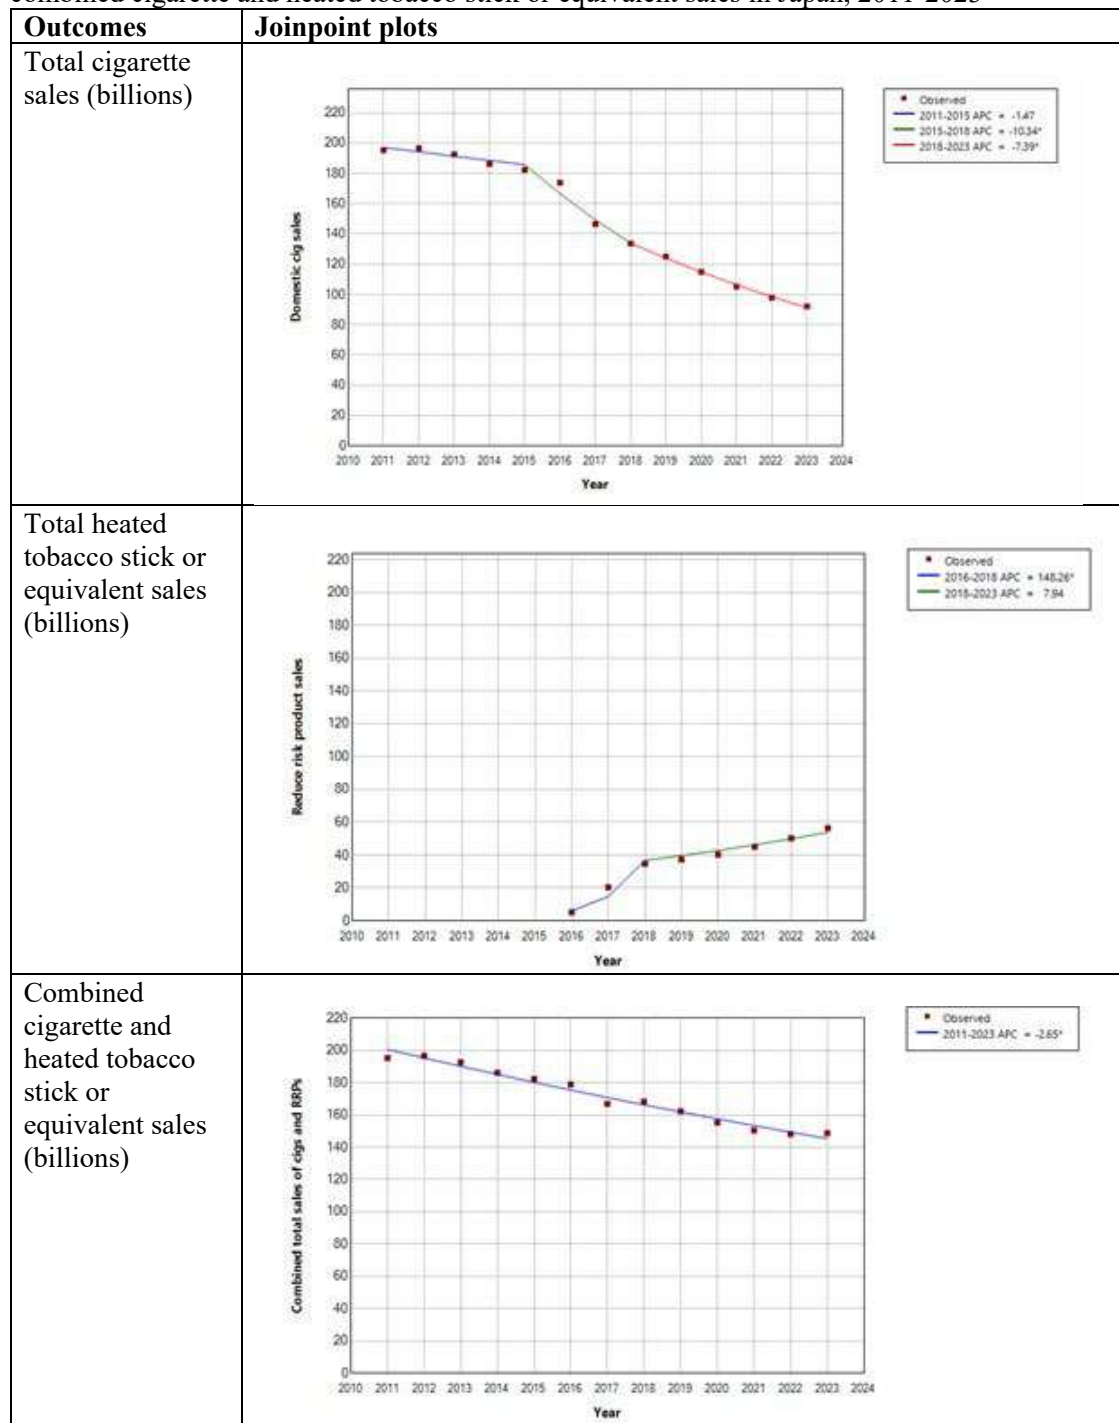 combined cigarette and heated tobacco stick or equivalent sales in Japan, 2011-2023
Outcomes
Joinpoint plots
Total cigarette
sales (billions)
220
200
180
160
140
120
100
80
60
40
20
0
Domestic cig sales
2010 2011 2012 2013 2014 2015 2016 2017 2018 2019 2020 2021 2022 2023 2024
Year
Observed
2011-2015 APC = -1.47
2015-2018 APC = -10.34*
2018-2023 APC = -7.39*
Total heated
tobacco stick or
equivalent sales
(billions)
220
200
180
160
140
120
100
80
60
40
20
0
Reduce risk product sales
2010 2011 2012 2013 2014 2015 2016 2017 2018 2019 2020 2021 2022 2023 2024
Year
Observed
2016-2018 APC = 148.26*
2018-2023 APC = 7.94
Combined
cigarette and
heated tobacco
stick or
equivalent sales
(billions)
220
200
180
160
140
120
100
80
60
40
20
0
Combined total sales of cigs and RRPs
2010 2011 2012 2013 2014 2015 2016 2017 2018 2019 2020 2021 2022 2023 2024
Year
Observed
2011-2023 APC = -2.65*